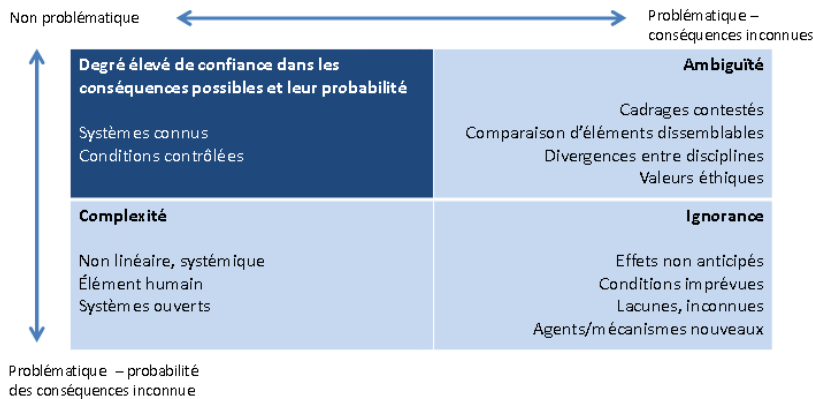 Non problématique
Problématique –
conséquences inconnues
Degré élevé de confiance dans les
conséquences possibles et leur probabilité
Systèmes connus
Conditions contrôlées
Ambiguïté
Cadrages contestés
Comparaison d'éléments dissemblables
Divergences entre disciplines
Valeurs éthiques
Complexité
Non linéaire, systémique
Élément humain
Systèmes ouverts
Ignorance
Effets non anticipés
Conditions imprévues
Lacunes, inconnues
Agents/mécanismes nouveaux
Problématique – probabilité
des conséquences inconnue